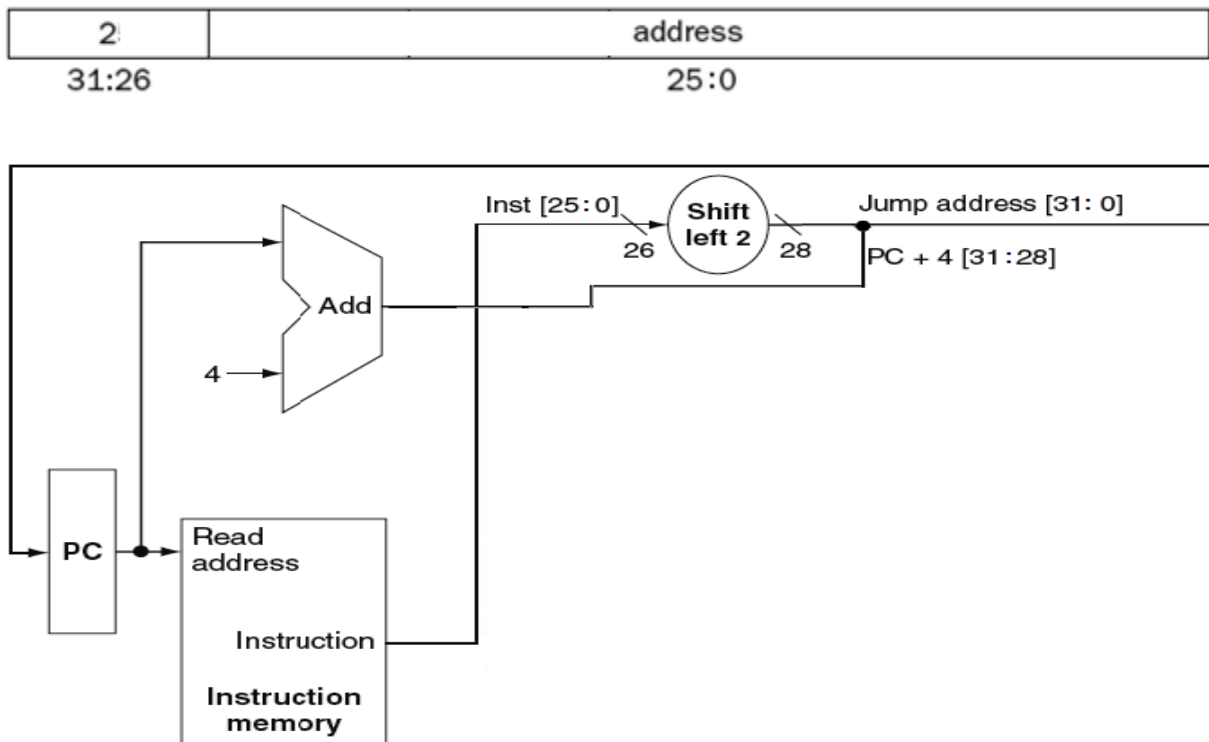 2 address
31:26 25:0
Inst [25:0]
26
Shift
left 2
28
Jump address [31: 0]
PC + 4 [31:28]
Add
4
PC
Read
address
Instruction
Instruction
memory